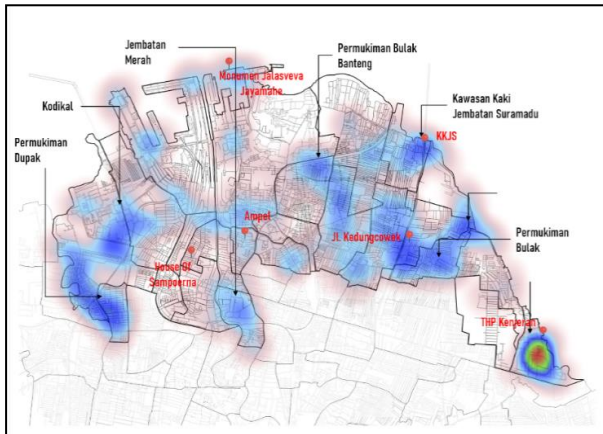 Jembatan
Merah
Monumen Jalasveva
Jayamahe
Permukiman Bulak
Banteng
Kodikal
Kawasan Kaki
Jembatan Suramadu
KKJS
Permukiman
Dupak
Ampel
Jl. Kedungcowek
House Of
Sampoerna
Permukiman
Bulak
THP Kenjeran